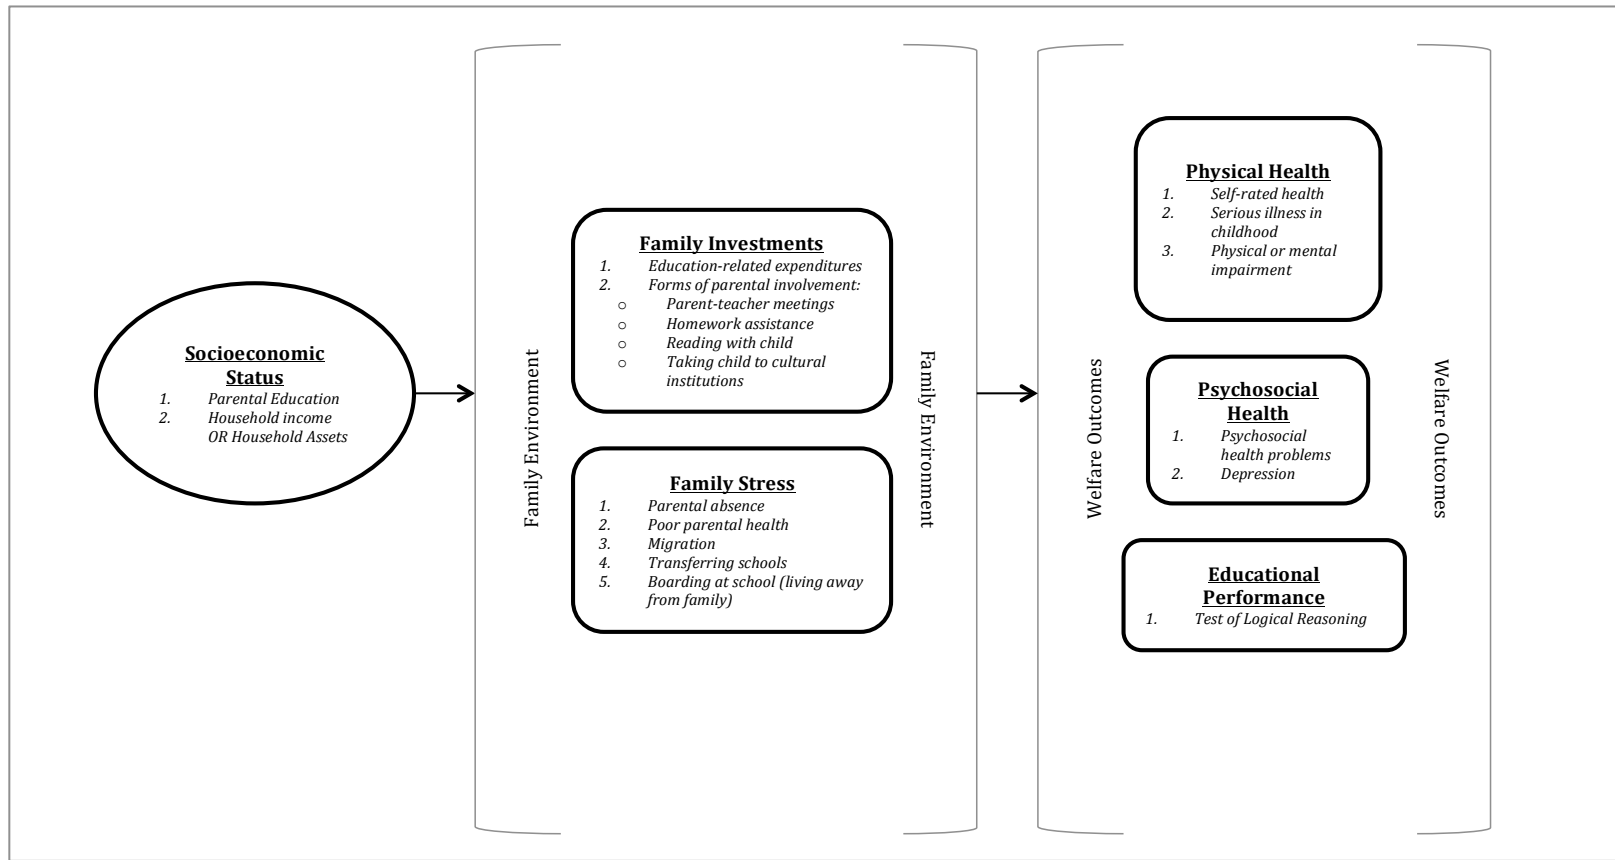 Socioeconomic
Status
1. Parental Education
2. Household income
OR Household Assets
Family Environment
Family Investments
1. Education-related expenditures
2. Forms of parental involvement:
o Parent-teacher meetings
o Homework assistance
o Reading with child
o Taking child to cultural
institutions
Family Stress
1. Parental absence
2. Poor parental health
3. Migration
4. Transferring schools
5. Boarding at school (living away
from family)
Family Environment
Welfare Outcomes
Physical Health
1. Self-rated health
2. Serious illness in
childhood
3. Physical or mental
impairment
Psychosocial
Health
1. Psychosocial
health problems
2. Depression
Educational
Performance
1. Test of Logical Reasoning
Welfare Outcomes